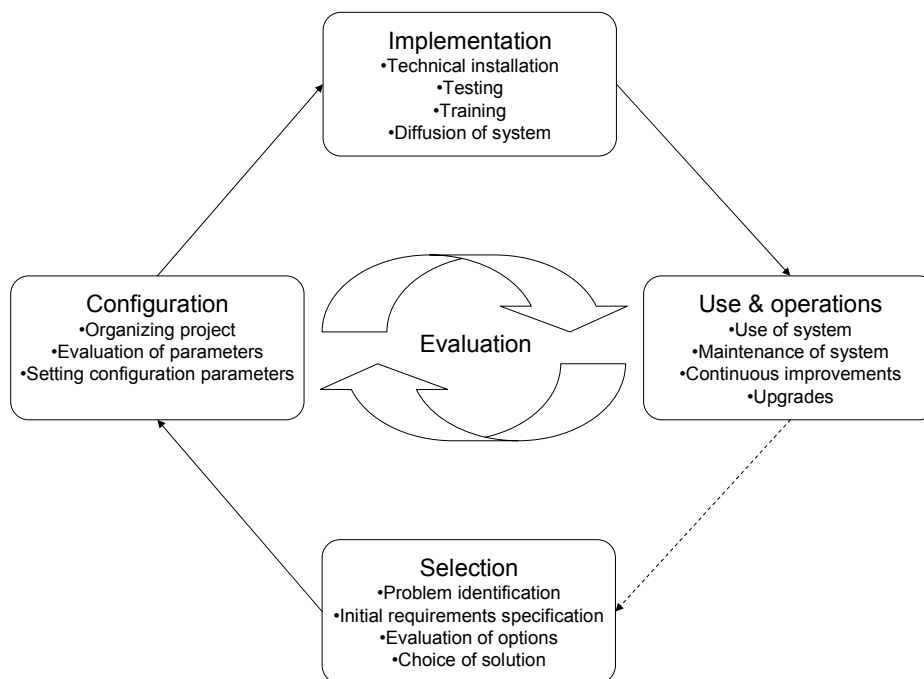 Implementation
•Technical installation
•Testing
•Training
•Diffusion of system
Configuration
•Organizing project
•Evaluation of parameters
•Setting configuration parameters
Evaluation
Use & operations
•Use of system
•Maintenance of system
•Continuous improvements
•Upgrades
Selection
•Problem identification
•Initial requirements specification
•Evaluation of options
•Choice of solution